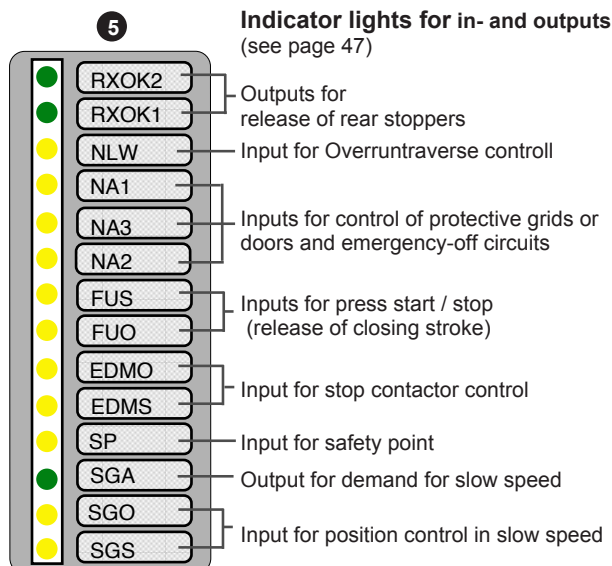 5
Indicator lights for in- and outputs
(see page 47)
RXOK2
RXOK1
Outputs for
release of rear stoppers
NLW
Input for Overruntraverse controll
NA1
NA3
NA2
Inputs for control of protective grids or
doors and emergency-off circuits
FUS
FUO
Inputs for press start / stop
(release of closing stroke)
EDMO
EDMS
Input for stop contactor control
SP
Input for safety point
SGA
Output for demand for slow speed
SGO
SGS
Input for position control in slow speed